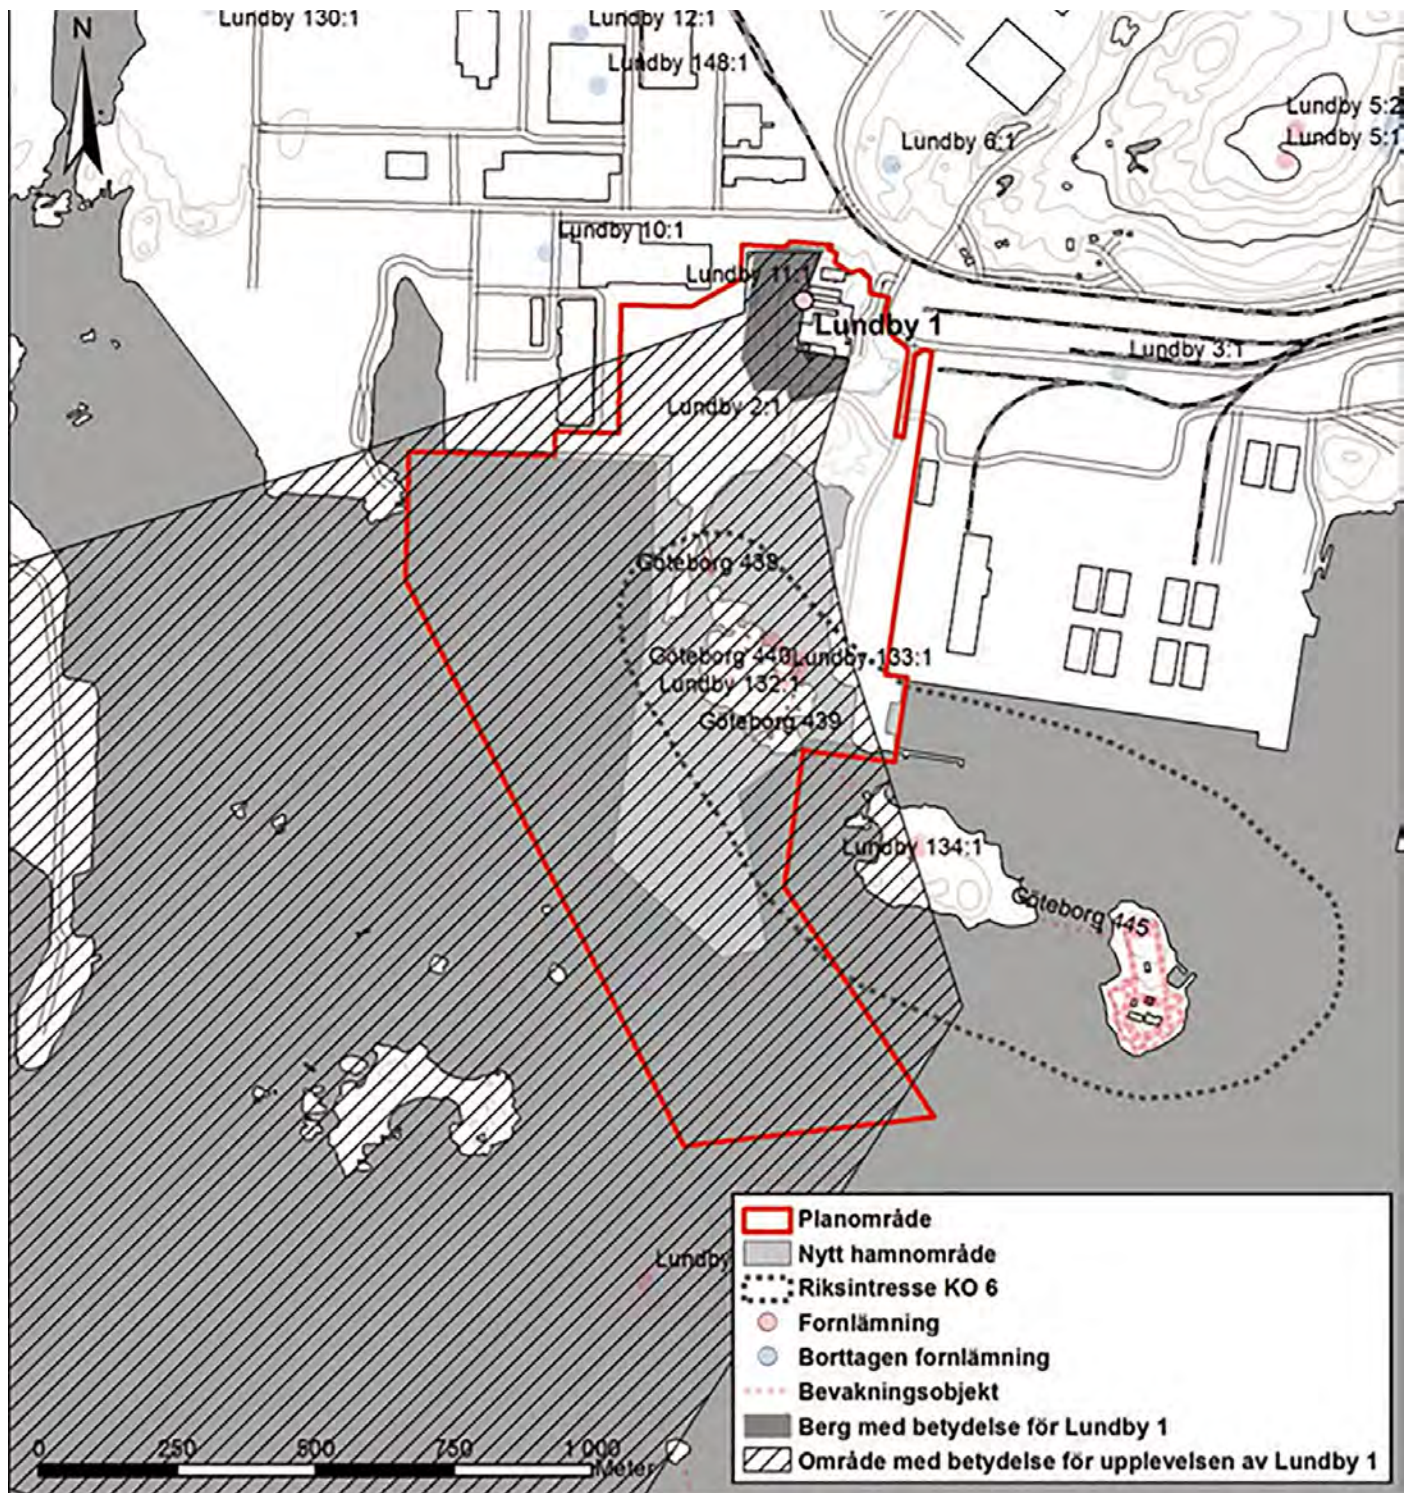 Lundby 130:1
Lundby 12:1
N
Lundby 148:1
Lundby 5:2
Lundby 6:1
Lundby 5:1
Lundby 10:1
Lundby 11:1
Lundby 1
Lundby 3:1
Lundby 2:1
Göteborg 438
Göteborg 440
Lundby 133:1
Lundby 132:1
Göteborg 439
Lundby 134:1
Göteborg 445
Lundby
Planområde
Nytt hamnområde
Riksintresse KO 6
Fornlämning
Borttagen fornlämning
Bevakningsobjekt
Berg med betydelse för Lundby 1
Område med betydelse för upplevelsen av Lundby 1
0 250 500 750 1 000
Meter